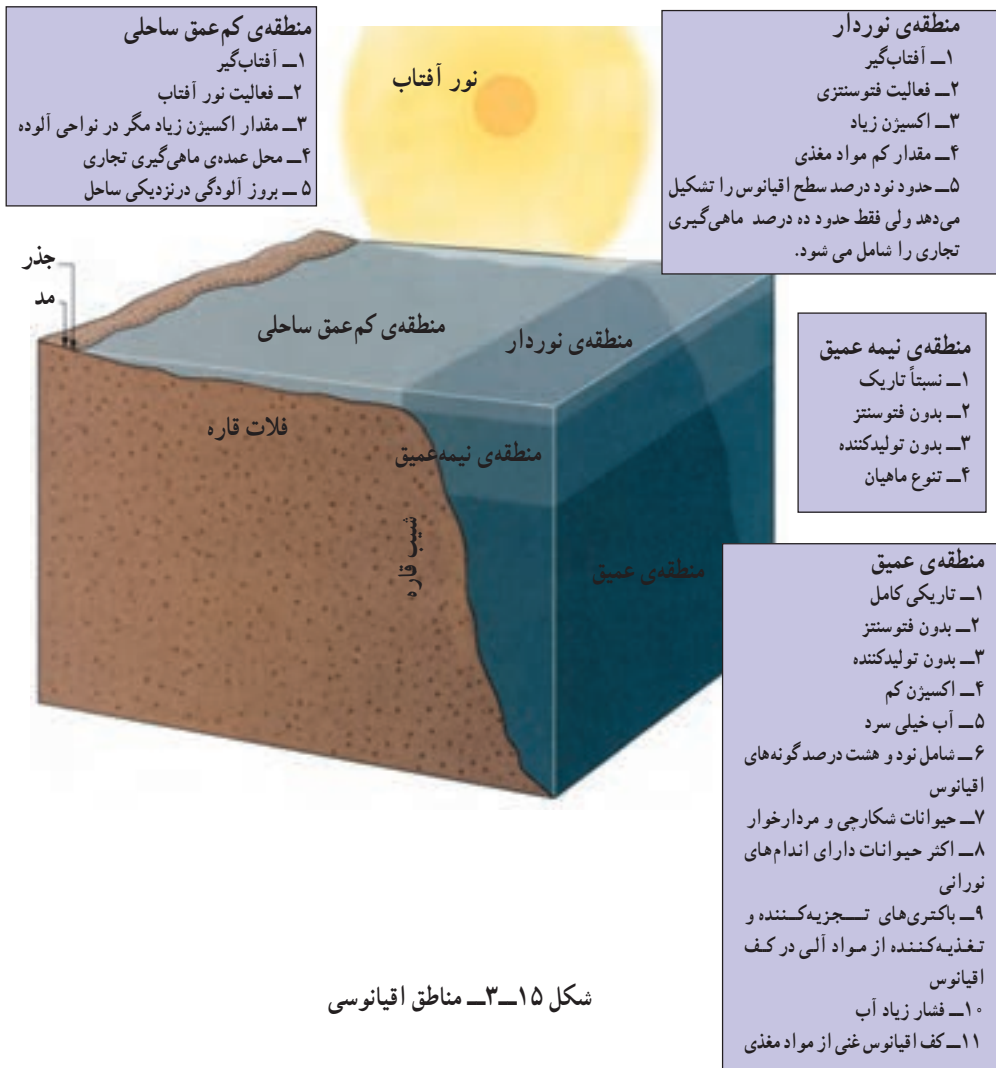 منطقه‌ی نوردار
۱ــ آفتاب‌گیر
۲ــ فعالیت فتوسنتزی
۳ــ اکسیژن زیاد
۴ــ مقدار کم مواد مغذی
۵ــ حدود نود درصد سطح اقیانوس را تشکیل
می‌دهد ولی فقط حدود ده درصد ماهی‌گیری
تجاری را شامل می شود.
نور آفتاب
منطقه‌ی کم‌عمق ساحلی
۱ــ آفتاب‌گیر
۲ــ فعالیت نور آفتاب
۳ــ مقدار اکسیژن زیاد مگر در نواحی آلوده
۴ــ محل عمده‌ی ماهی‌گیری تجاری
۵ ــ بروز آلودگی درنزدیکی ساحل
جذر
مد
منطقه‌ی کم‌عمق ساحلی
منطقه‌ی نوردار
فلات قاره
منطقه‌ی نیمه‌عمیق
شیب قاره
منطقه‌ی عمیق
منطقه‌ی نیمه عمیق
۱ــ نسبتاً تاریک
۲ــ بدون فتوسنتز
۳ــ بدون تولیدکننده
۴ــ تنوع ماهیان
منطقه‌ی عمیق
۱ــ تاریکی کامل
۲ــ بدون فتوسنتز
۳ــ بدون تولیدکننده
۴ــ اکسیژن کم
۵ــ آب خیلی سرد
۶ــ شامل نود و هشت درصد گونه‌های
اقیانوس
۷ــ حیوانات شکارچی و مردارخوار
۸ــ اکثر حیوانات دارای اندام‌های
نورانی
۹ــ باکتری‌های تــجزیه‌کــننده و
تغذیه‌کننده از مواد آلی در کف
اقیانوس
۱۰ــ فشار زیاد آب
۱۱ــ کف اقیانوس غنی از مواد مغذی
شکل ۱۵ــ۳ــ مناطق اقیانوسی